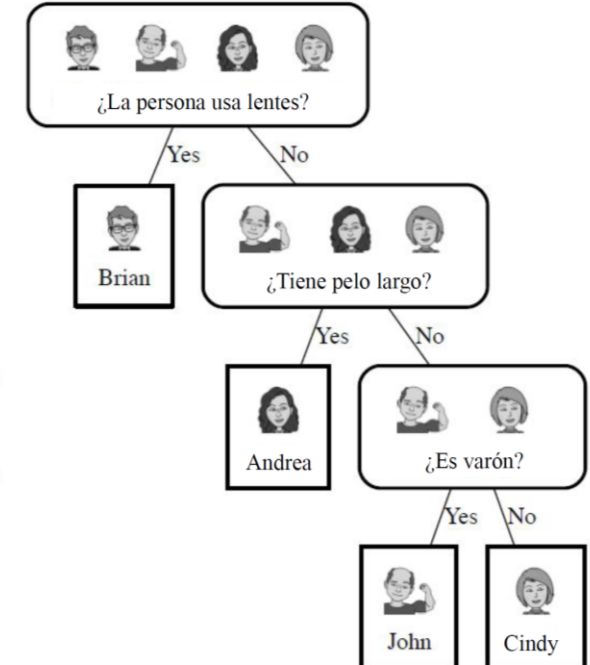 ¿La persona usa lentes?
Yes
No
Brian
¿Tiene pelo largo?
Yes
No
Andrea
¿Es varón?
Yes
No
John
Cindy